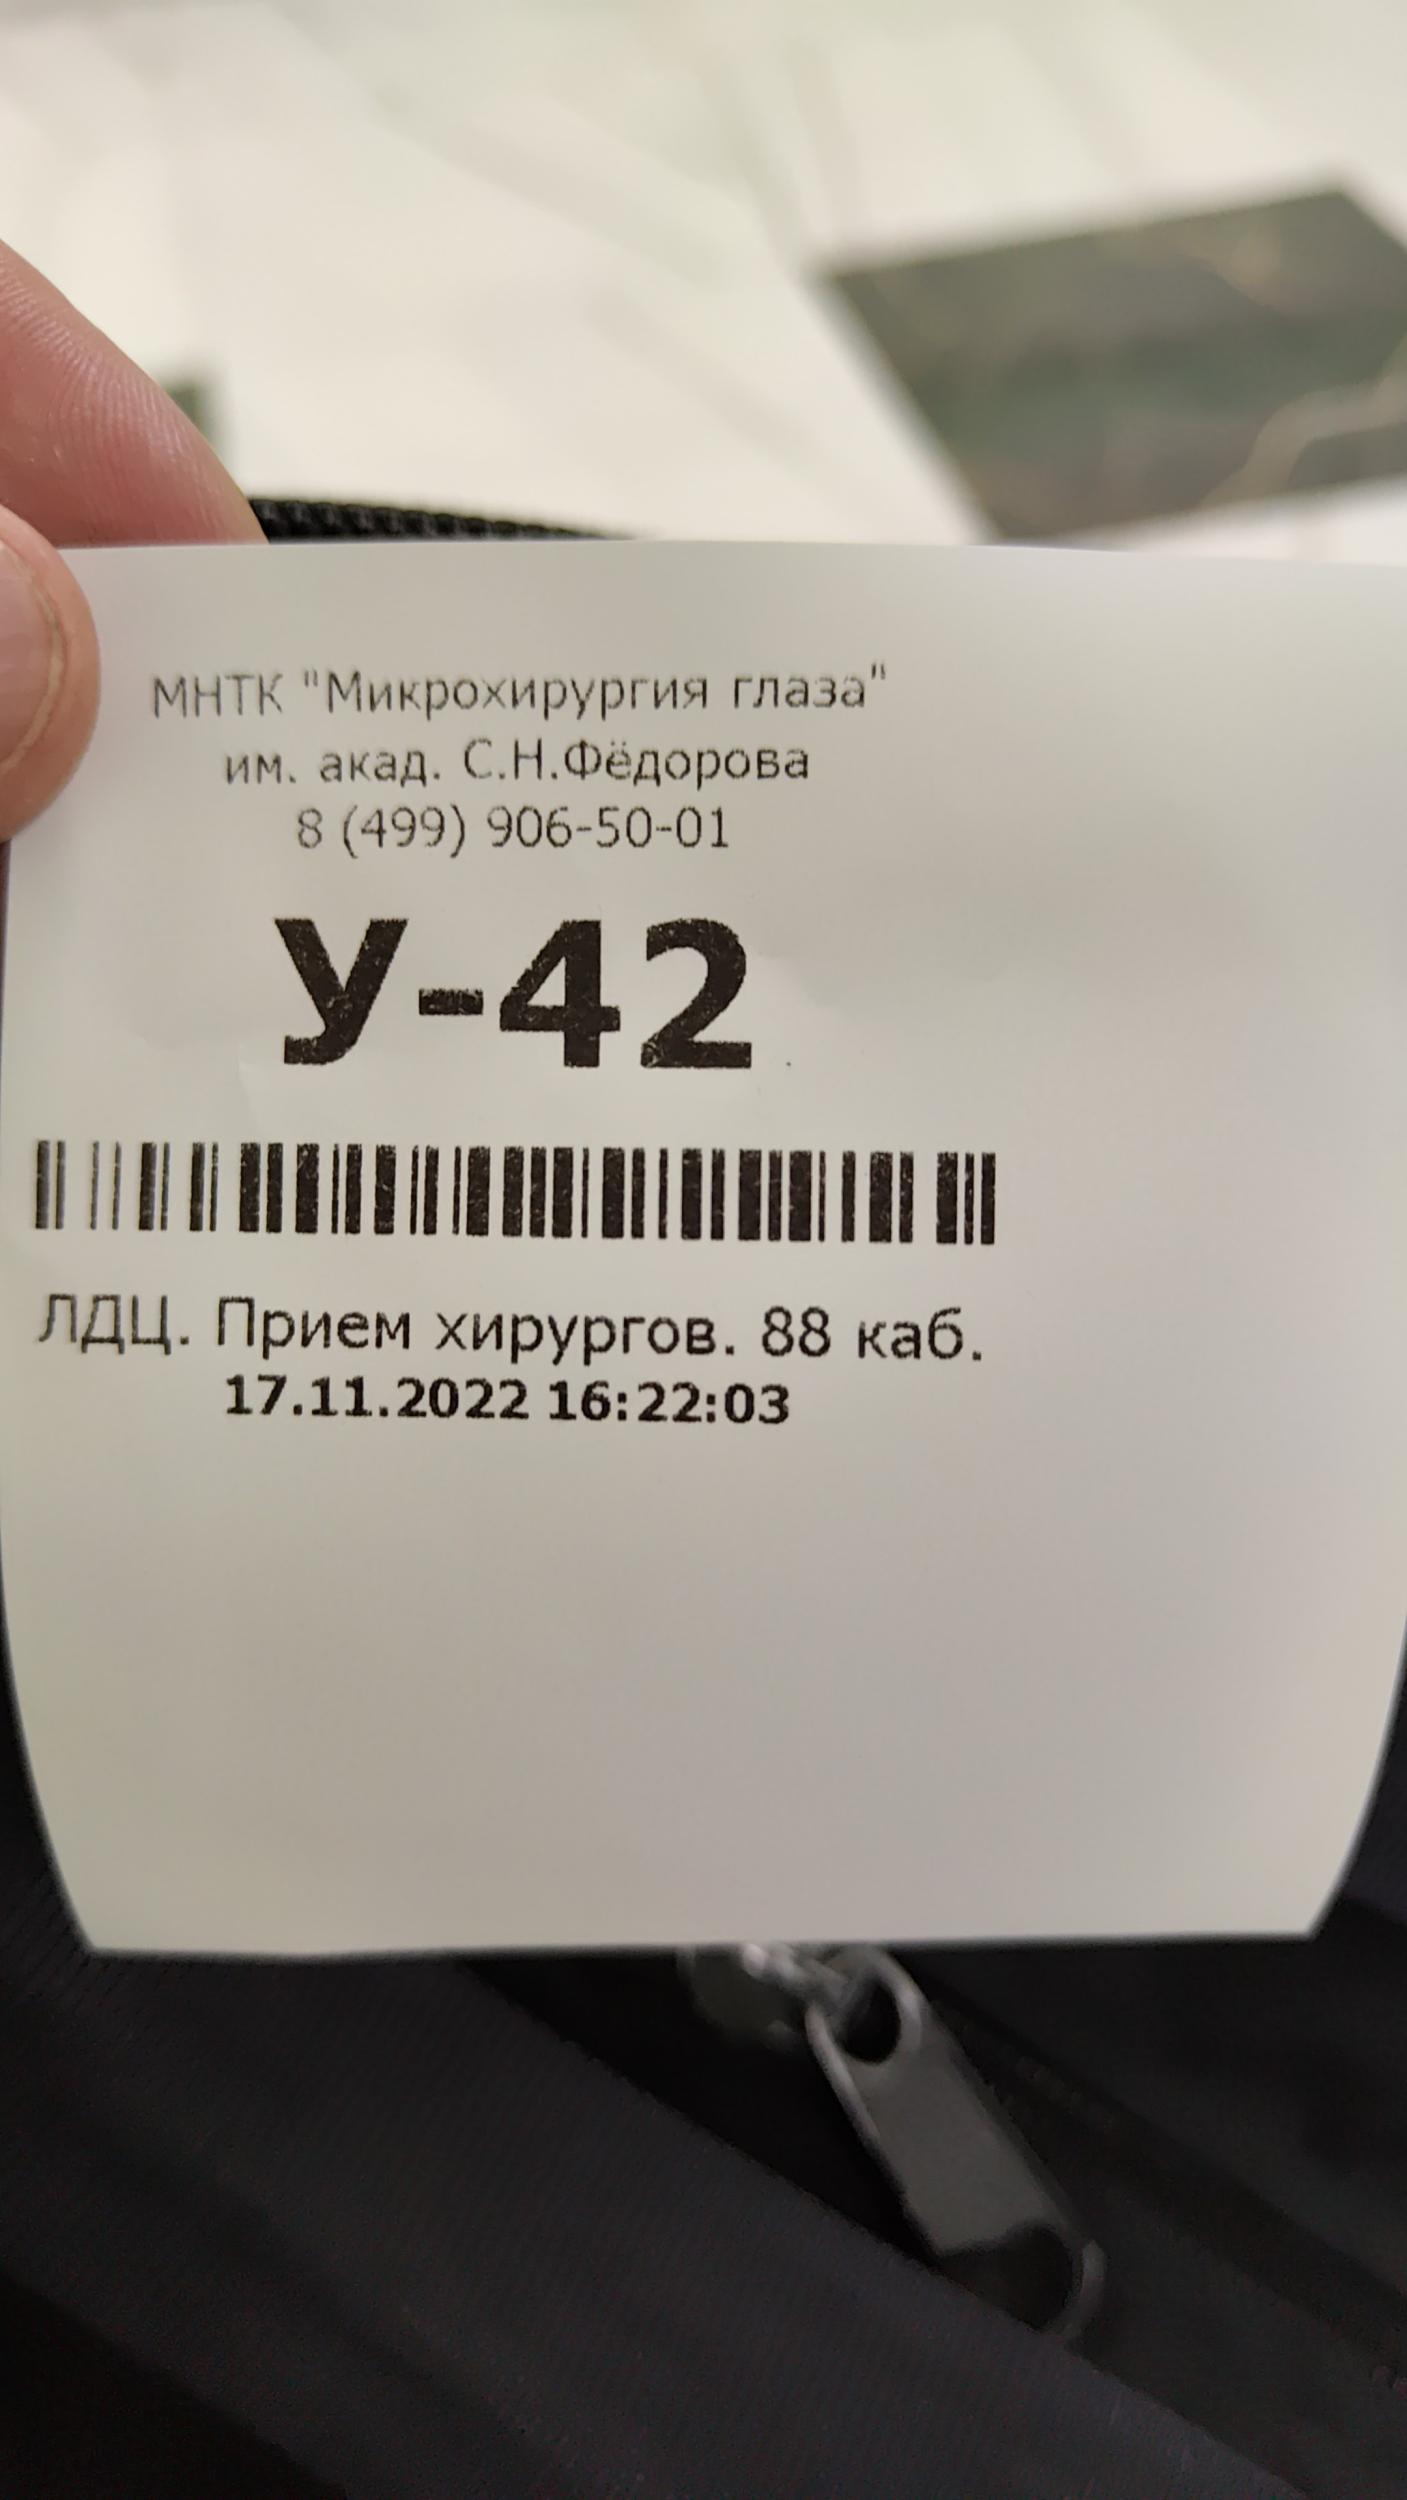 МНТК "Микрохирургия глаза"
им. акад. С.Н.Фёдорова
8 (499) 906-50-01
У-42
ЛДЦ. Прием хирургов. 88 каб.
17.11.2022 16:22:03